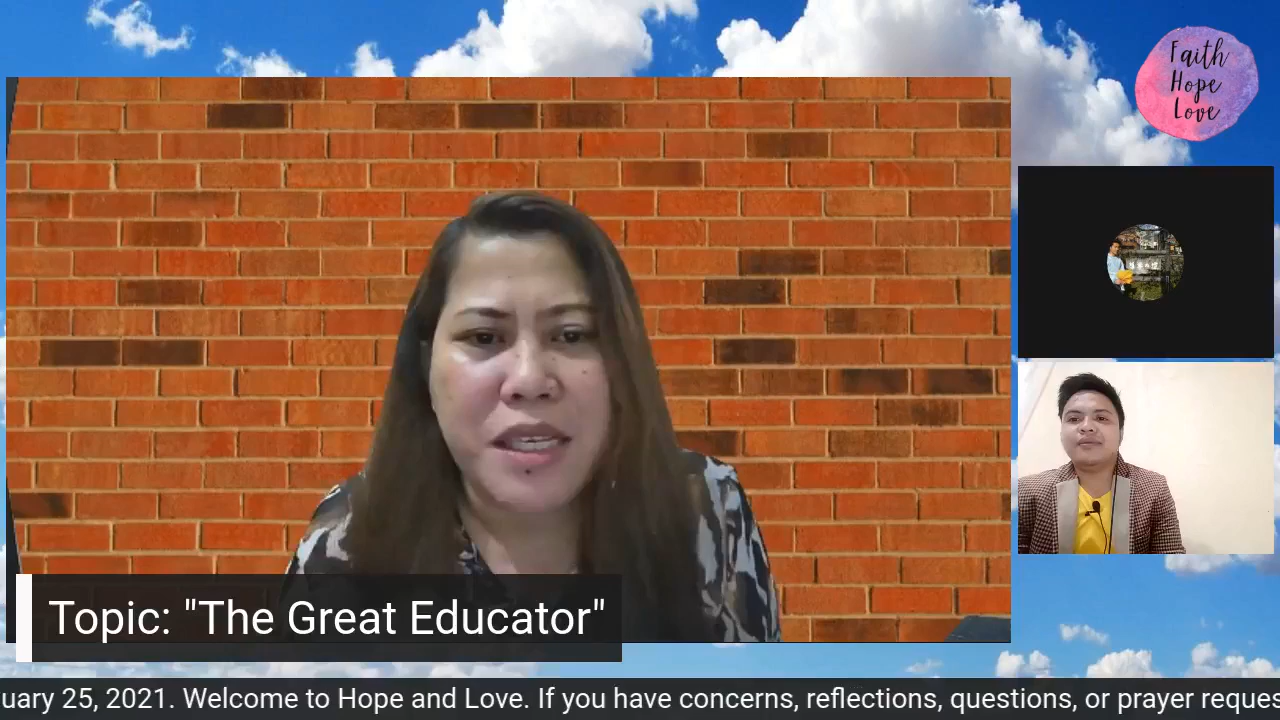 Faith
Hope
Love
Topic: "The Great Educator"
uary 25, 2021. Welcome to Hope and Love. If you have concerns, reflections, questions, or prayer reques